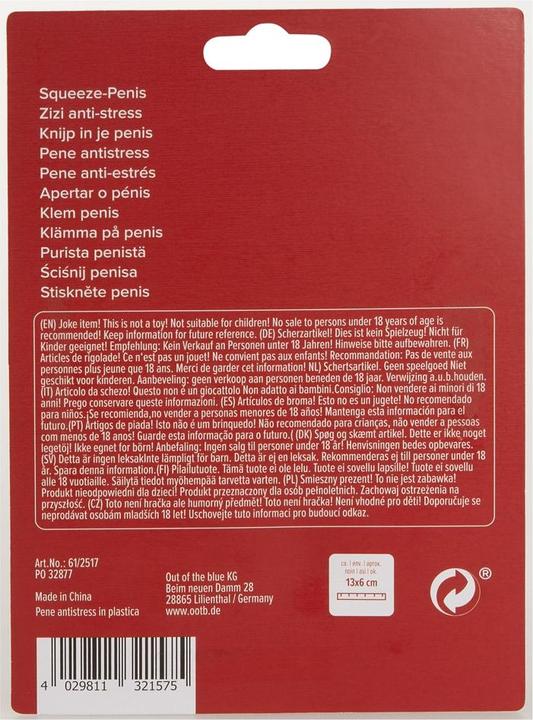 Squeeze-Penis
Zizi anti-stress
Knijp in je penis
Pene antistress
Pene anti-estrés
Apertar o pénis
Klem penis
Klämma på penis
Purista penistä
Ściśnij penisa
Stiskněte penis
(EN) Joke item! This is not a toy! Not suitable for children! No sale to persons under 18 years of age is
recommended! Keep information for future reference. (DE) Scherzartikel! Dies ist kein Spielzeug! Nicht für
Kinder geeignet! Empfehlung: Kein Verkauf an Personen unter 18 Jahren! Hinweise bitte aufbewahren. (FR)
Articles de rigolade! Ce n'est pas un jouet! Ne convient pas aux enfants! Recommandation: Pas de vente aux
personnes plus jeune que 18 ans. Merci de garder cet information! NL) Schertsartikel. Geen speelgoed Niet
geschikt voor kinderen. Aanbeveling: geen verkoop aan personen beneden de 18 jaar. Verwijzing a.u.b.houden.
(IT) Articolo da scherzo! Questo non è un giocattolo Non adatto ai bambini.Consiglio: Non vendere ai minori di 18
anni! Prego conservare queste informazioni. (ES) Artículos de broma! Esto no es un jugete! No recomendado
para niños.¡Se recomienda,no vender a personas menores de 18 años! Mantenga esta información para el
futuro.(PT) Artigos de piada! Isto não é um brinquedo! Não recomendado para crianças, não vender a pessoas
com menos de 18 anos! Guarde esta informação para o futuro.( (DK) Spøg og skæmt artikel. Dette er ikke noget
legetöj! Ikke egnet for börn! Anbefaling: Ingen salg til personer under 18 år! Henvisningen bedes opbevares.
(SV) Detta är ingen leksakInte lämpligt för barn. Detta är ej en leksak. Rekommenderas ej till personer under 18
år. Spara denna information.(FI) Pilailutuote. Tämä tuote ei ole lelu. Tuote ei sovellu lapsille! Tuote ei sovellu
alle 18 vuotiaille. Säilytä tiedot myöhempää tarvetta varten. (PL) Śmieszny prezent! To nie jest zabawka!
Produkt nieodpowiedni dla dzieci! Produkt przeznaczony dla osób pełnoletnich. Zachowaj ostrzeżenia na
przyszłość. (CZ) Toto není hračka ale humorný předmět! Toto není hračka! Není vhodné pro děti! Doporučuje se
neprodávat osobám mladších 18 let! Uschovejte tuto informaci pro budoucí odkaz.
Art.No.: 61/2517
PO 32877
Made in China
Pene antistress in plastica
Out of the blue KG
Beim neuen Damm 28
28865 Lilienthal / Germany
www.ootb.de
ca. | env. | aprox.
noin | ali | ok.
13x6 cm
®
4 029811 321575